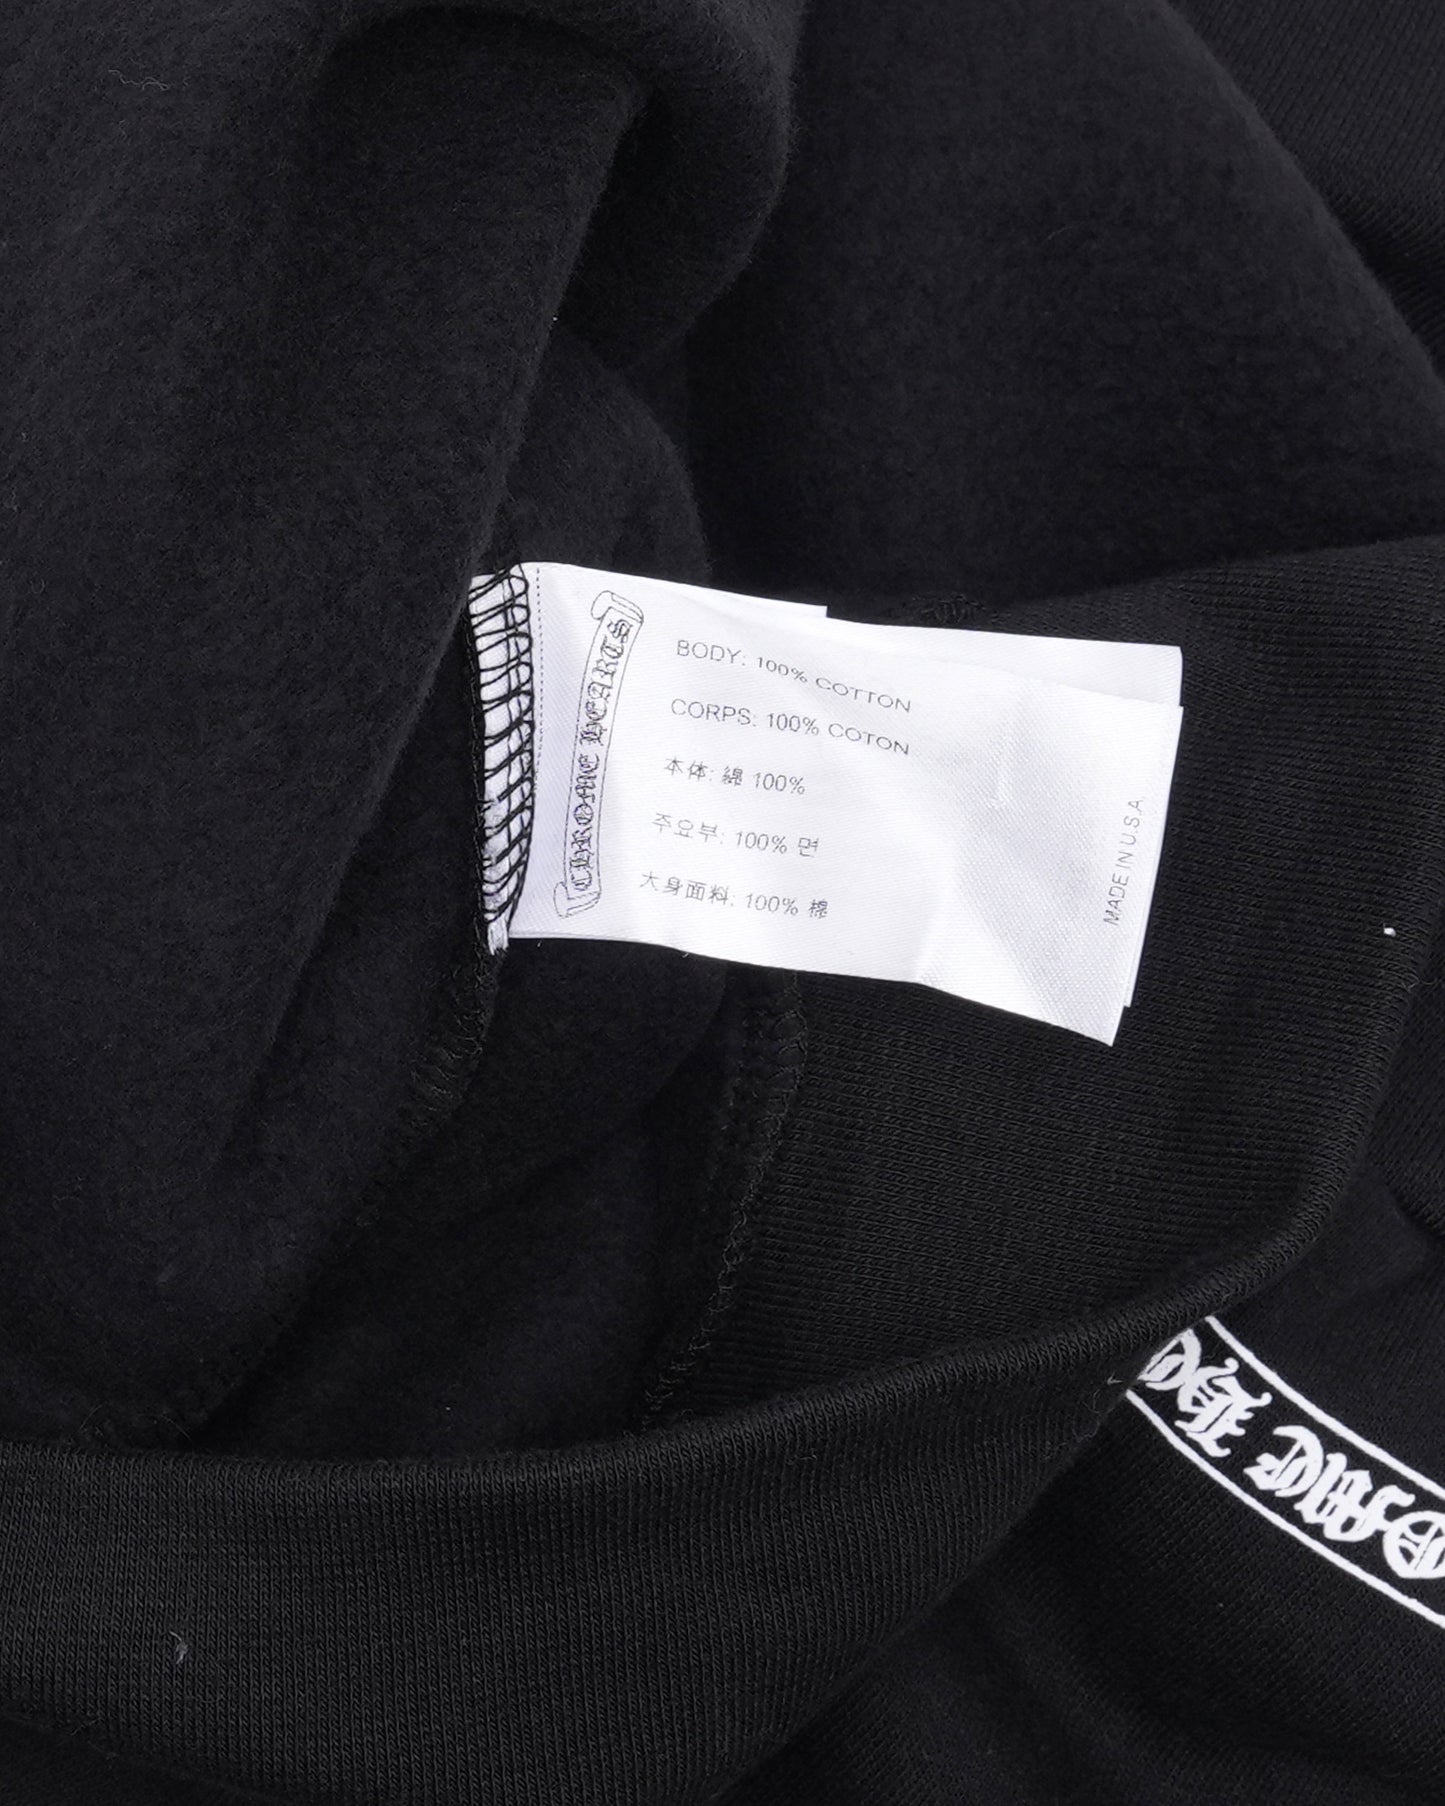 CHROME HEARTS
BODY: 100% COTTON
CORPS: 100% COTON
本体: 綿 100%
주요부: 100% 면
大身面料: 100% 棉
MADE IN U.S.A.